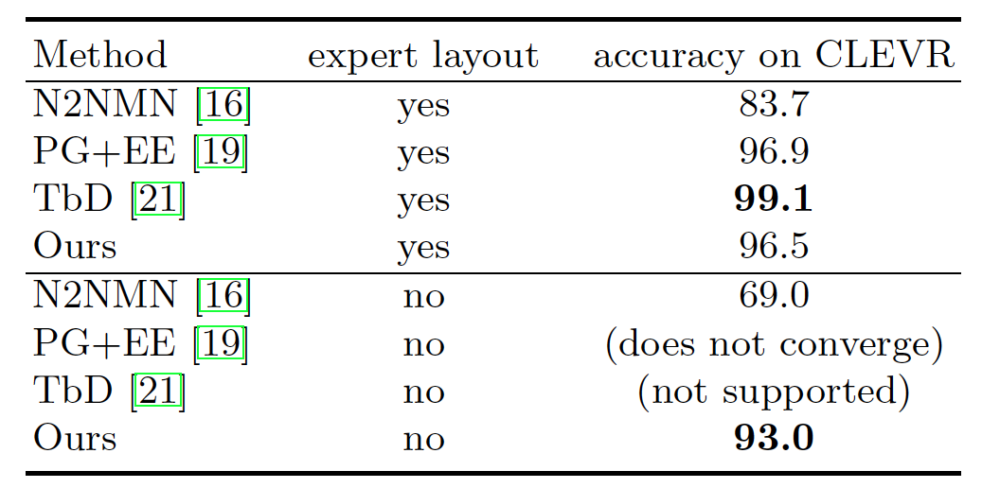 Method expert layout accuracy on CLEVR
N2NMN [16] yes 83.7
PG+EE [19] yes 96.9
TbD [21] yes 99.1
Ours yes 96.5
N2NMN [16] no 69.0
PG+EE [19] no (does not converge)
TbD [21] no (not supported)
Ours no 93.0